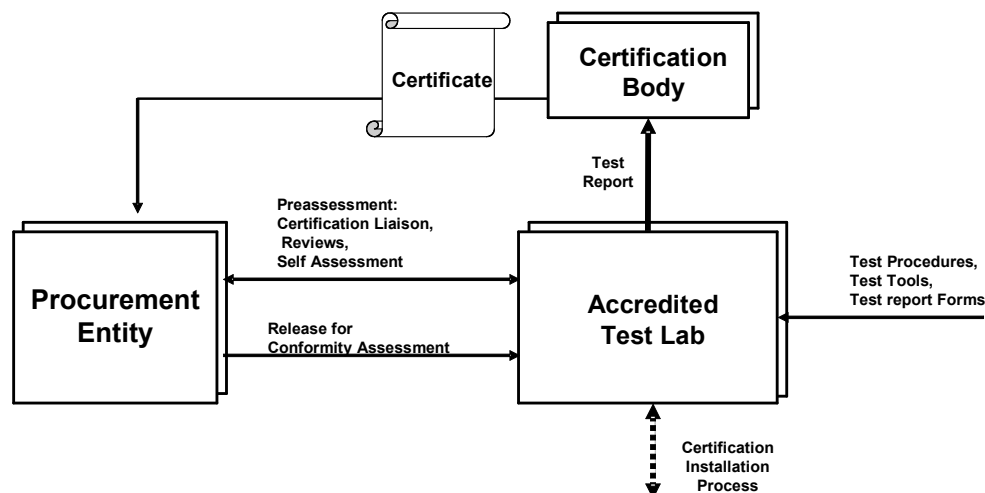 Certificate
Certification
Body
Test
Report
Preassessment:
Certification Liaison,
Reviews,
Self Assessment
Procurement
Entity
Release for
Conformity Assessment
Accredited
Test Lab
Test Procedures,
Test Tools,
Test report Forms
Certification
Installation
Process